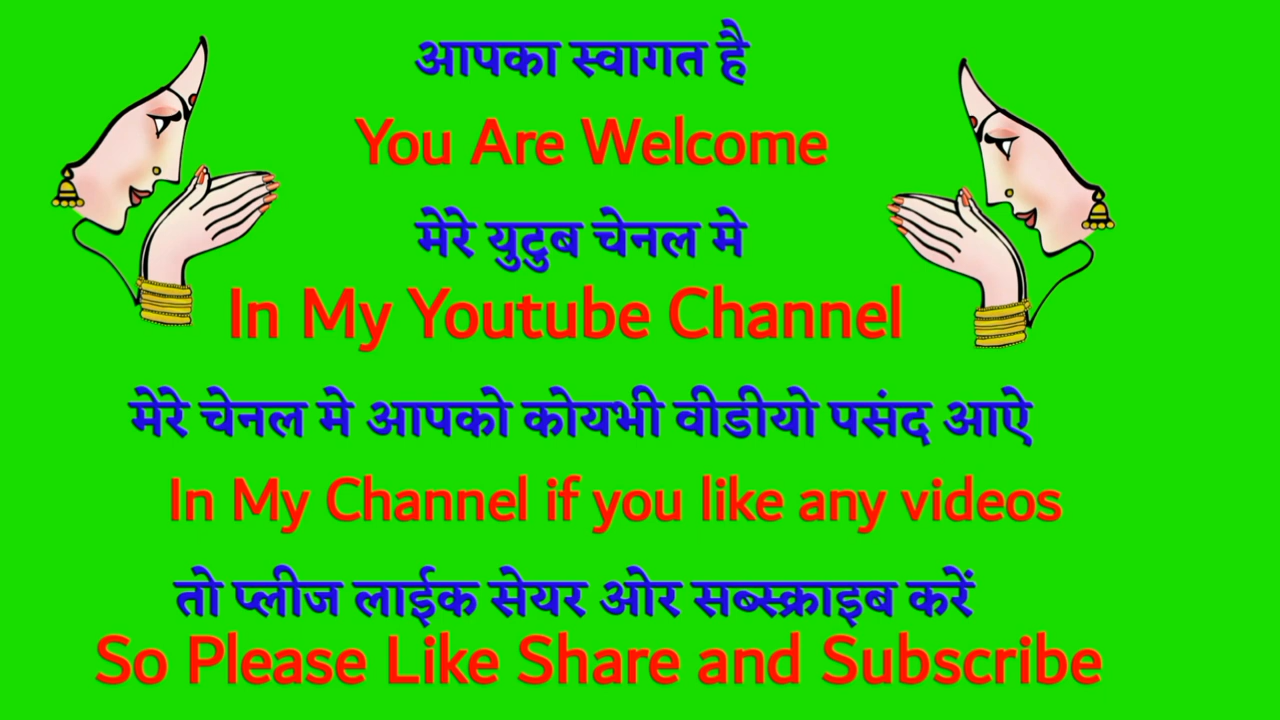 आपका स्वागत है
You Are Welcome
मेरे युटुब चेनल मे
In My Youtube Channel
मेरे चेनल मे आपको कोयभी वीडीयो पसंद आऐ
In My Channel if you like any videos
तो प्लीज लाईक सेयर ओर सब्स्क्राइब करें
So Please Like Share and Subscribe